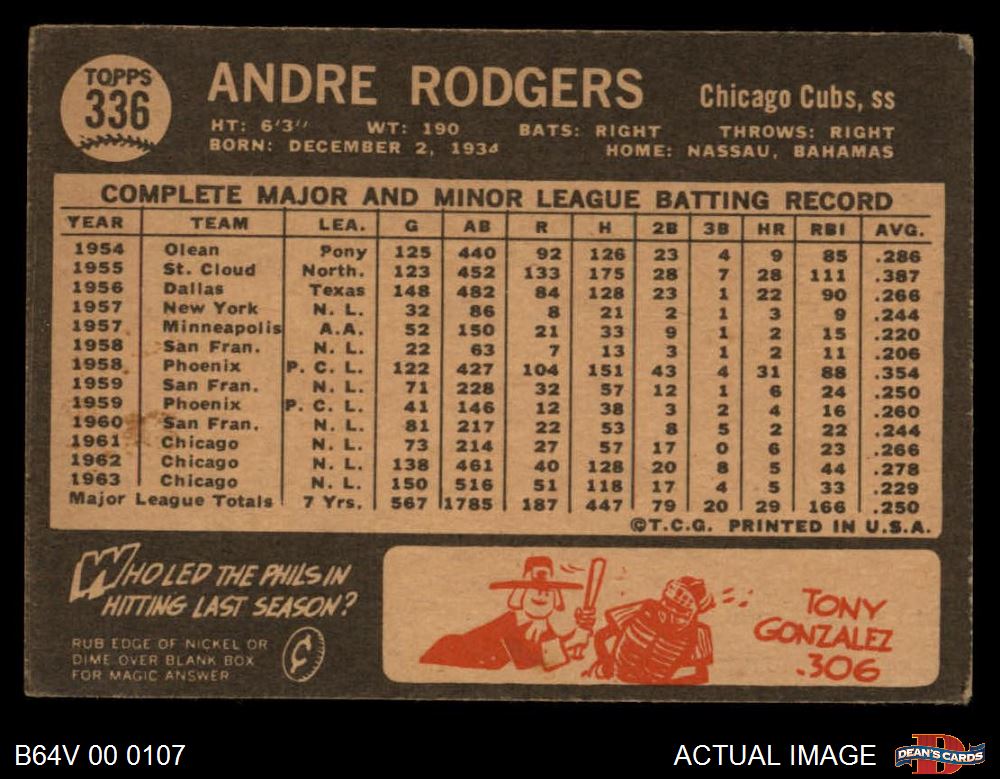 TOPPS
336
ANDRE RODGERS
Chicago Cubs, ss
HT: 6'3" WT: 190 BATS: RIGHT THROWS: RIGHT
BORN: DECEMBER 2, 1934 HOME: NASSAU, BAHAMAS
COMPLETE MAJOR AND MINOR LEAGUE BATTING RECORD
YEAR TEAM LEA. G AB R H 2B 3B HR RBI AVG.
1954 Olean Pony 125 440 92 126 23 4 9 85 .286
1955 St. Cloud North. 123 452 133 175 28 7 28 111 .387
1956 Dallas Texas 148 482 84 128 23 1 22 90 .266
1957 New York N. L. 32 86 8 21 2 1 3 9 .244
1957 Minneapolis A.A. 52 150 21 33 9 1 2 15 .220
1958 San Fran. N. L. 22 63 7 13 3 1 2 11 .206
1958 Phoenix P. C. L. 122 427 104 151 43 4 31 88 .354
1959 San Fran. N. L. 71 228 32 57 12 1 6 24 .250
1959 Phoenix P. C. L. 41 146 12 38 3 2 4 16 .260
1960 San Fran. N. L. 81 217 22 53 8 5 2 22 .244
1961 Chicago N. L. 73 214 27 57 17 0 6 23 .266
1962 Chicago N. L. 138 461 40 128 20 8 5 44 .278
1963 Chicago N. L. 150 516 51 118 17 4 5 33 .229
Major League Totals 7 Yrs. 567 1785 187 447 79 20 29 166 .250
©T.C.G. PRINTED IN U.S.A.
WHO LED THE PHILS IN
HITTING LAST SEASON?
RUB EDGE OF NICKEL OR
DIME OVER BLANK BOX
FOR MAGIC ANSWER
¢
TONY
GONZALEZ
.306
B64V 00 0107
ACTUAL IMAGE
DEAN'S CARDS